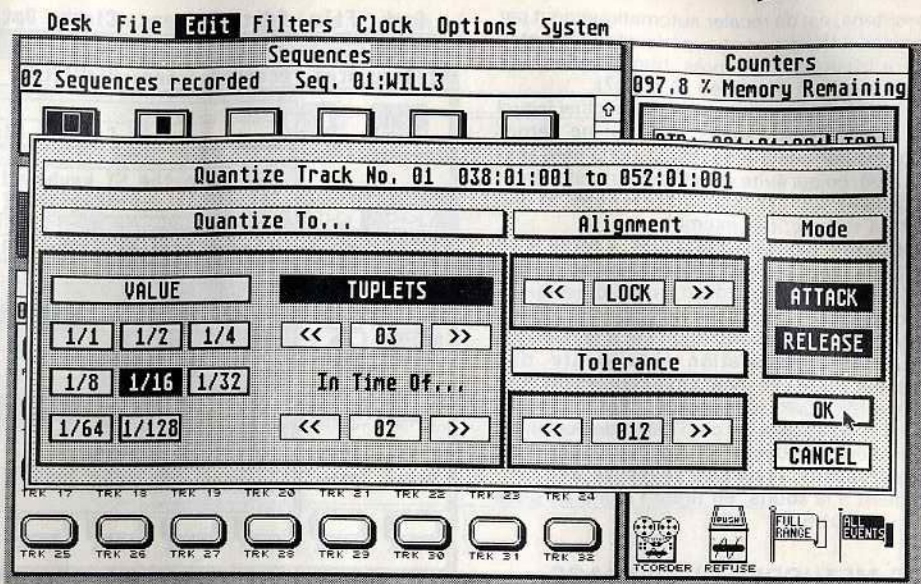 Desk File Edit Filters Clock Options System
Sequences
02 Sequences recorded Seq. 01:WILL3
Counters
097.8 % Memory Remaining
Quantize Track No. 01 038:01:001 to 052:01:001
Quantize To...
Alignment
Mode
VALUE
TUPLETS
<< LOCK >>
ATTACK
1/1 1/2 1/4
<< 03 >>
RELEASE
Tolerance
1/8 1/16 1/32
In Time Of...
OK
1/64 1/128
<< 02 >>
<< 012 >>
CANCEL
TRK 17 TRK 18 TRK 19 TRK 20 TRK 21 TRK 22 TRK 23 TRK 24
TRK 25 TRK 26 TRK 27 TRK 28 TRK 29 TRK 30 TRK 31 TRK 32
TCORDER
PUSH
REFUSE
FULL
RANGE
ALL
EVENTS